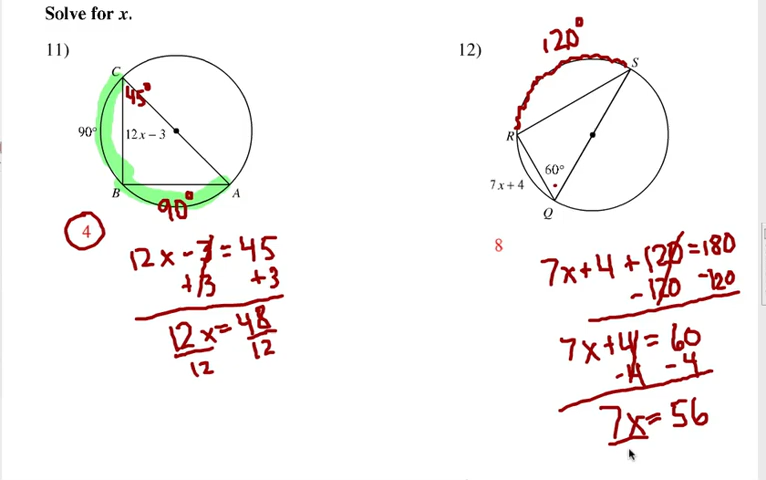 Solve for x.
11)
C
45°
90°
12x – 3
B
A
90°
4
12x - 3 = 45
+3 +3
12x = 48
12 12
12)
120°
S
R
60°
7x + 4
Q
8
7x+4 +120 =180
-120 -120
7x+4 = 60
-4 -4
7x = 56